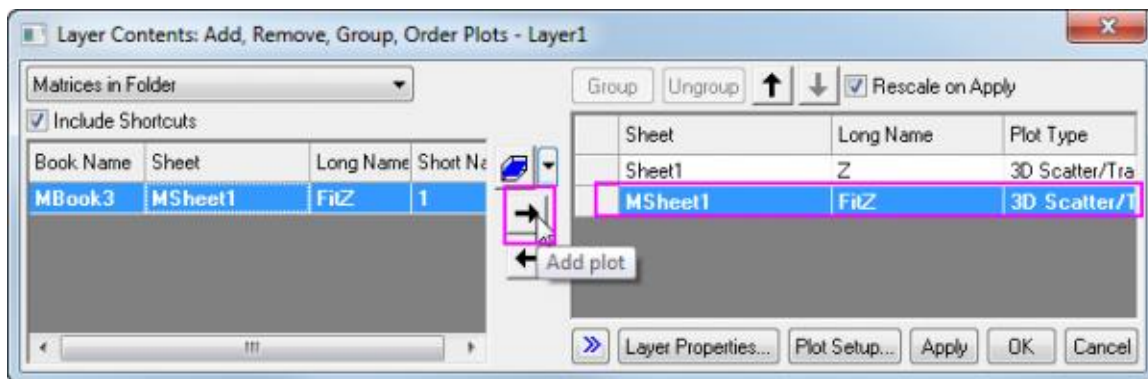 Layer Contents: Add, Remove, Group, Order Plots - Layer1
Matrices in Folder
Include Shortcuts
Book Name Sheet Long Name Short Na
MBook3 MSheet1 FitZ 1
Add plot
Group Ungroup Rescale on Apply
Sheet Long Name Plot Type
Sheet1 Z 3D Scatter/Tra
MSheet1 FitZ 3D Scatter/T
Layer Properties... Plot Setup... Apply OK Cancel